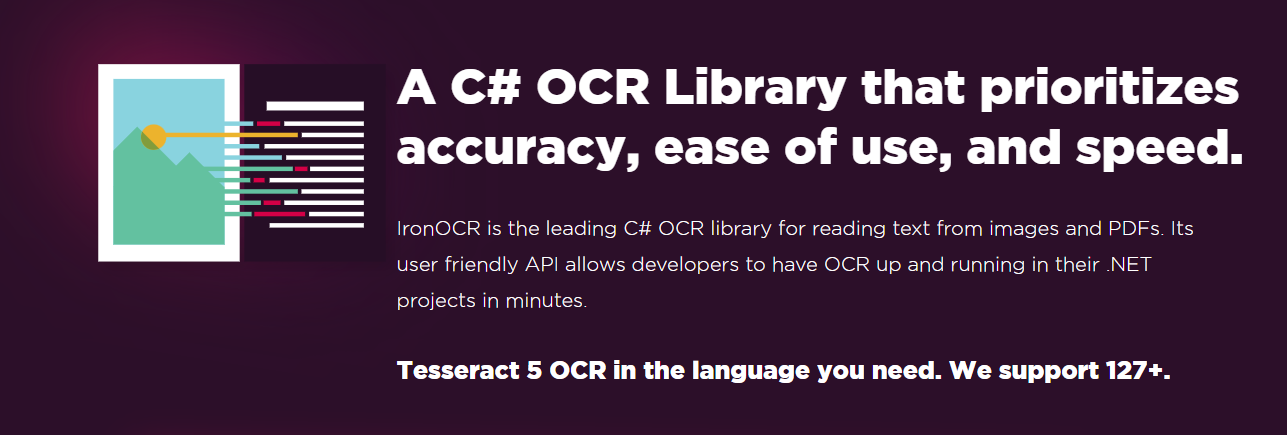 A C# OCR Library that prioritizes
accuracy, ease of use, and speed.
IronOCR is the leading C# OCR library for reading text from images and PDFs. Its
user friendly API allows developers to have OCR up and running in their .NET
projects in minutes.
Tesseract 5 OCR in the language you need. We support 127+.